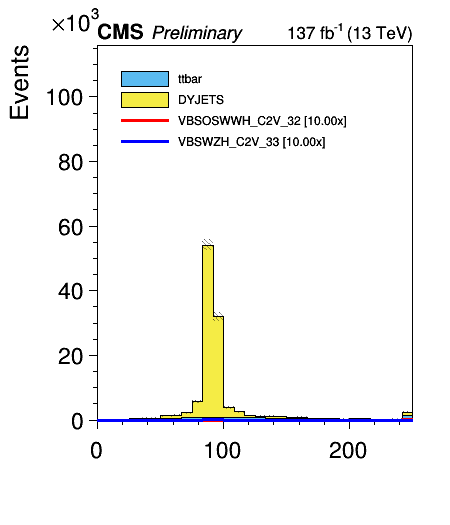 ×10³
CMS Preliminary 137 fb⁻¹ (13 TeV)
Events
ttbar
DYJETS
VBSOSWWH_C2V_32 [10.00x]
VBSWZH_C2V_33 [10.00x]
100
80
60
40
20
0
0 100 200